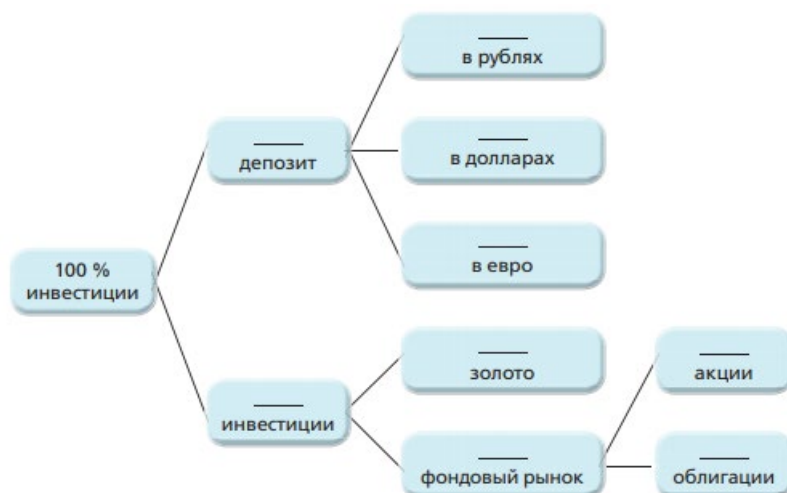 в рублях
депозит
в долларах
в евро
100 %
инвестиции
золото
акции
инвестиции
фондовый рынок
облигации